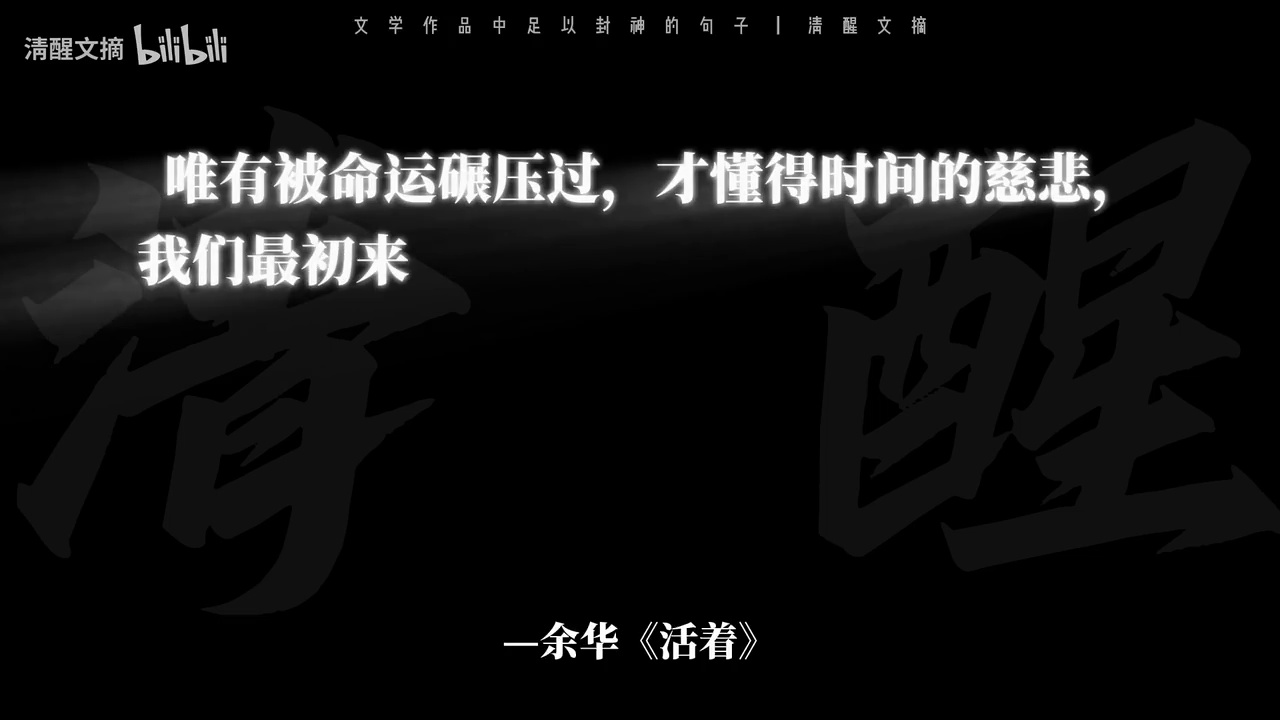 文学作品中足以封神的句子 | 清醒文摘
清醒文摘 bilibili
唯有被命运碾压过，才懂得时间的慈悲，
我们最初来
清醒
—余华《活着》